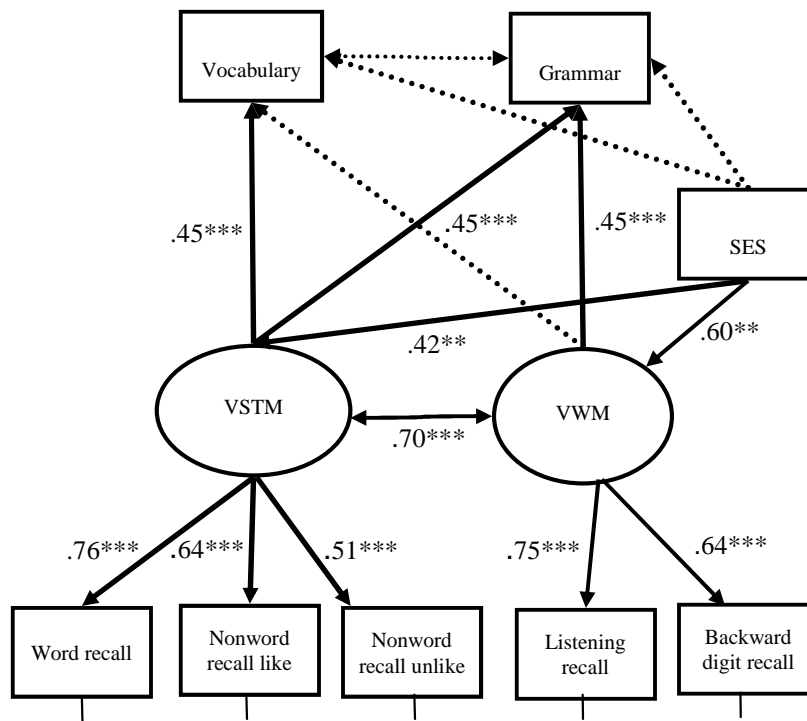 Vocabulary
Grammar
SES
.45***
.45***
.45***
.42**
.60**
VSTM
VWM
.70***
.76***
.64***
.51***
.75***
.64***
Word recall
Nonword
recall like
Nonword
recall unlike
Listening
recall
Backward
digit recall